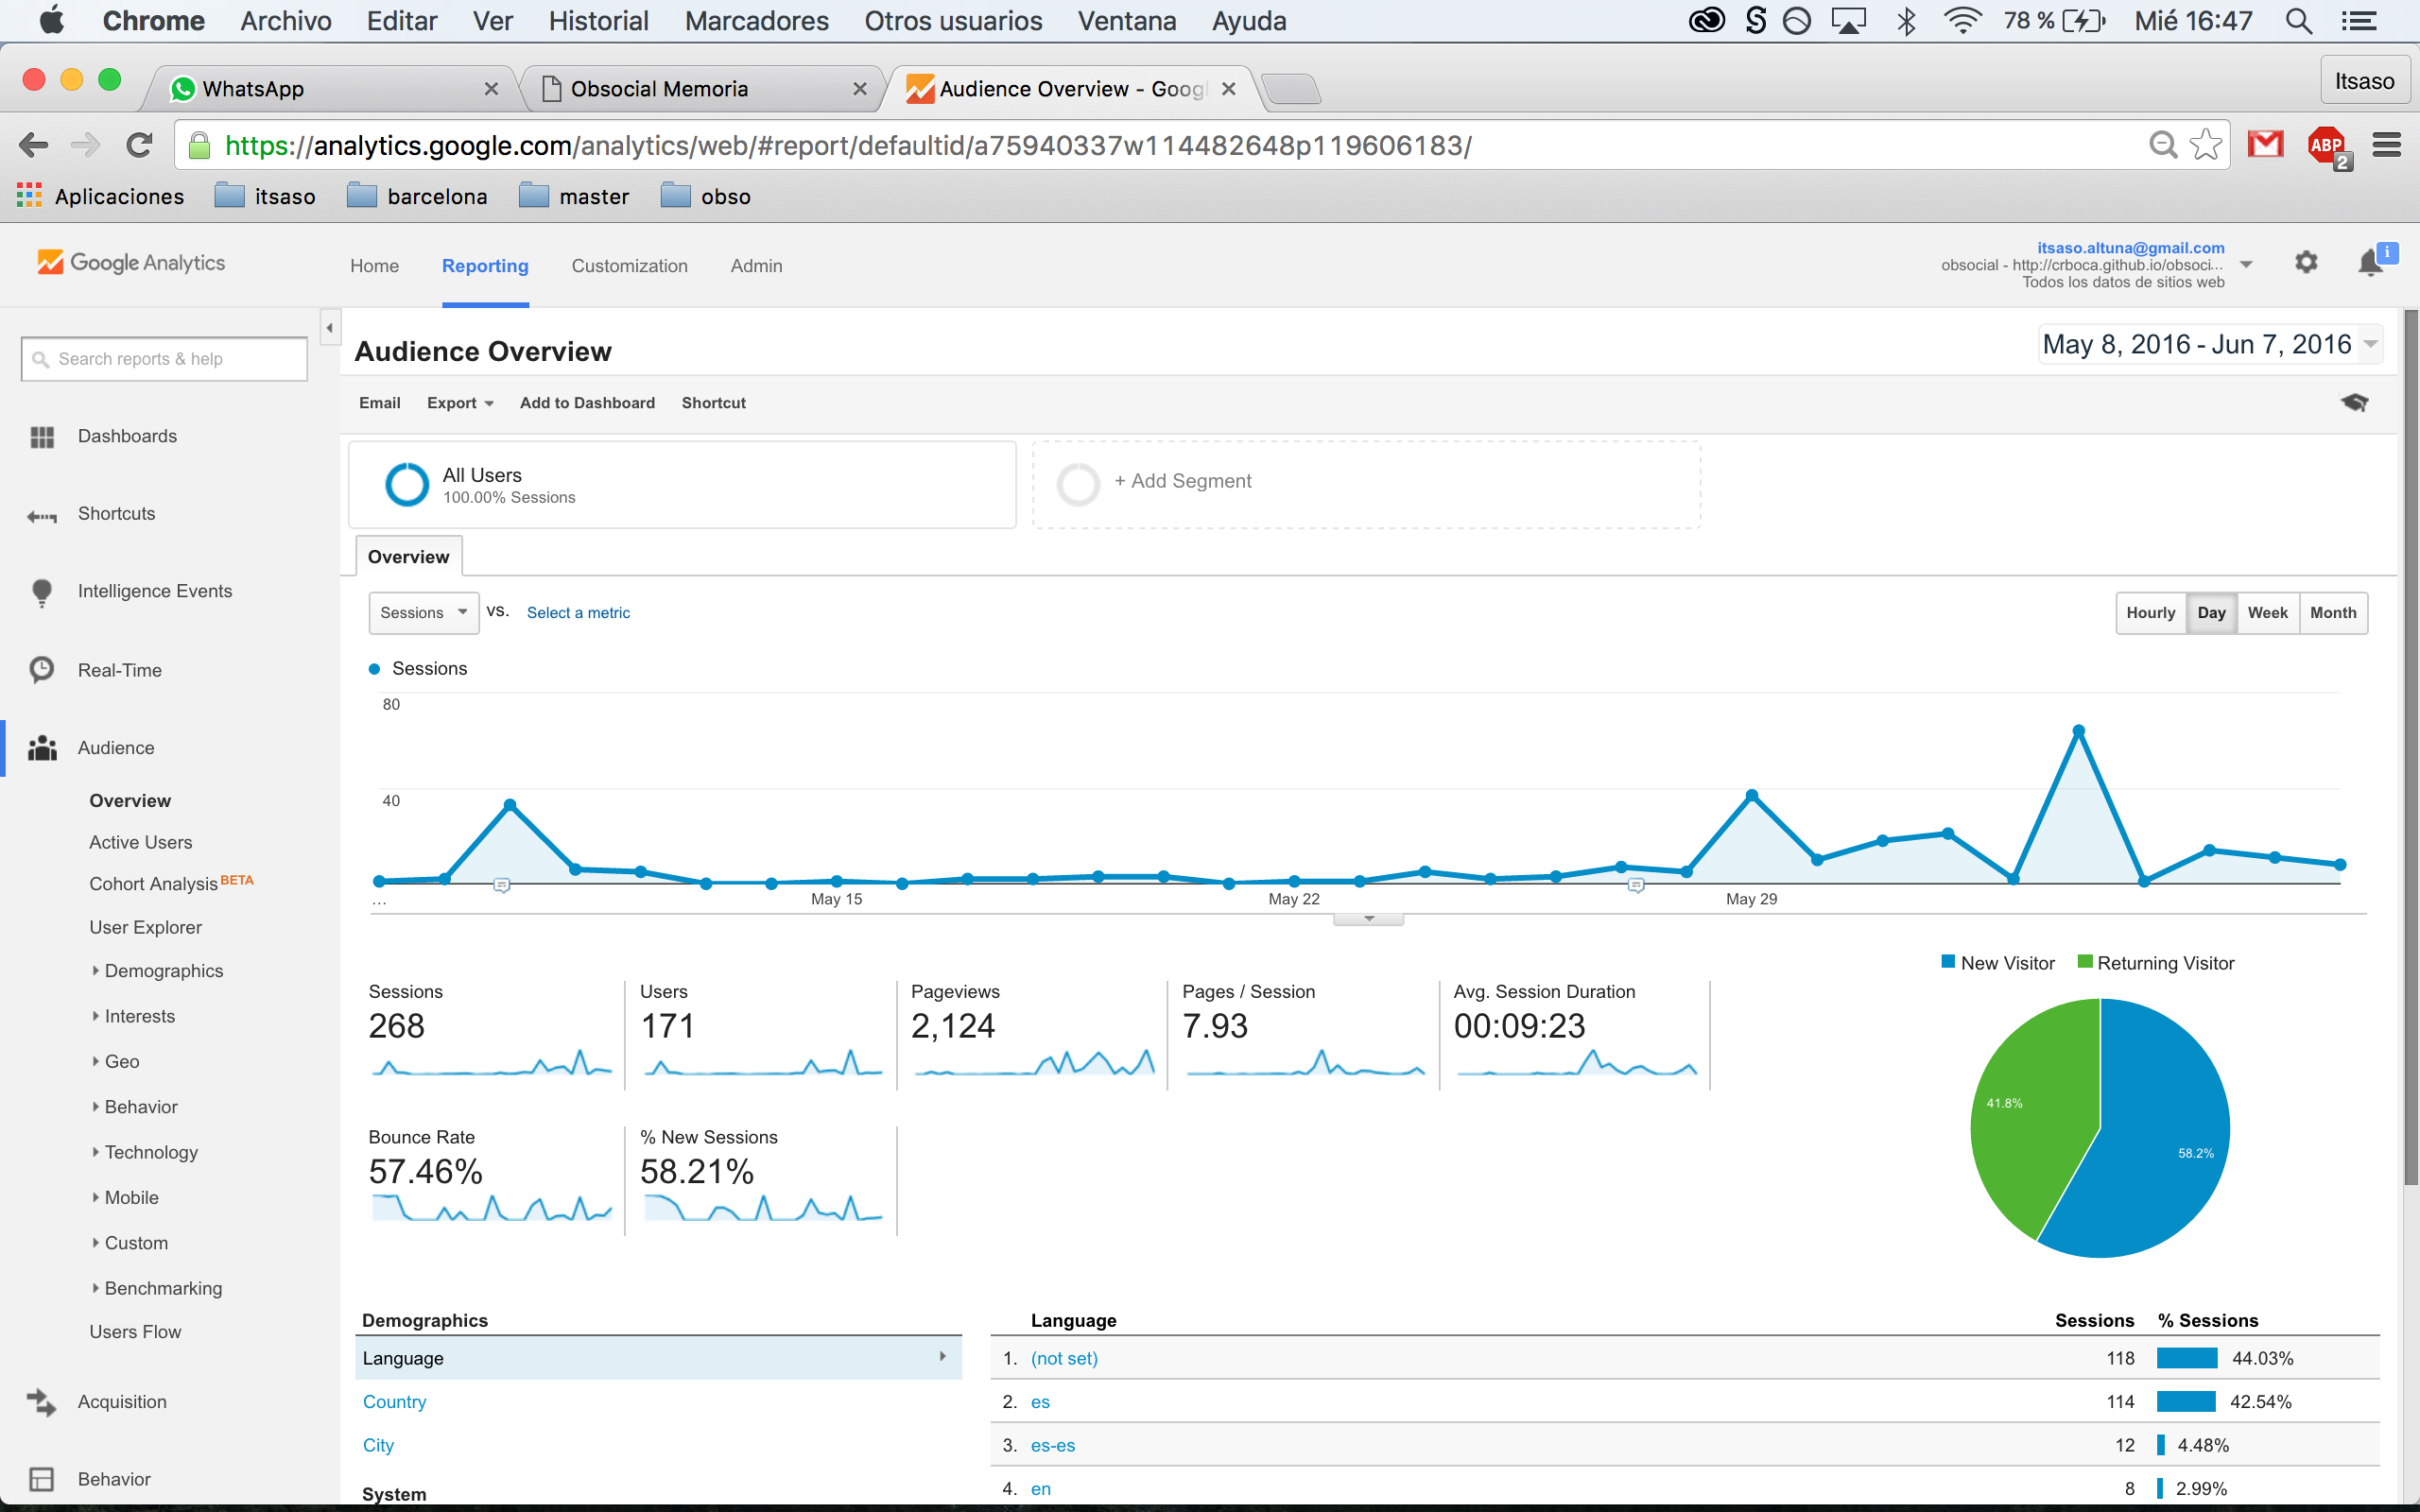 Chrome Archivo Editar Ver Historial Marcadores Otros usuarios Ventana Ayuda 78 % Mié 16:47
WhatsApp Obsocial Memoria Audience Overview - Goog Itsaso
https://analytics.google.com/analytics/web/#report/defaultid/a75940337w114482648p119606183/ ABP 2
Aplicaciones itsaso barcelona master obso
Google Analytics Home Reporting Customization Admin
itsaso.altuna@gmail.com
obsocial - http://crboca.github.io/obsoci...
Todos los datos de sitios web
Search reports & help
Dashboards
Shortcuts
Intelligence Events
Real-Time
Audience
Overview
Active Users
Cohort Analysis BETA
User Explorer
Demographics
Interests
Geo
Behavior
Technology
Mobile
Custom
Benchmarking
Users Flow
Acquisition
Behavior
Audience Overview
May 8, 2016 - Jun 7, 2016
Email Export Add to Dashboard Shortcut
All Users
100.00% Sessions
+ Add Segment
Overview
Sessions vs. Select a metric
Hourly Day Week Month
Sessions
80
40
... May 15 May 22 May 29
New Visitor Returning Visitor
41.8%
58.2%
Sessions
268
Users
171
Pageviews
2,124
Pages / Session
7.93
Avg. Session Duration
00:09:23
Bounce Rate
57.46%
% New Sessions
58.21%
Demographics
Language
Country
City
System
Language Sessions % Sessions
1. (not set) 118 44.03%
2. es 114 42.54%
3. es-es 12 4.48%
4. en 8 2.99%